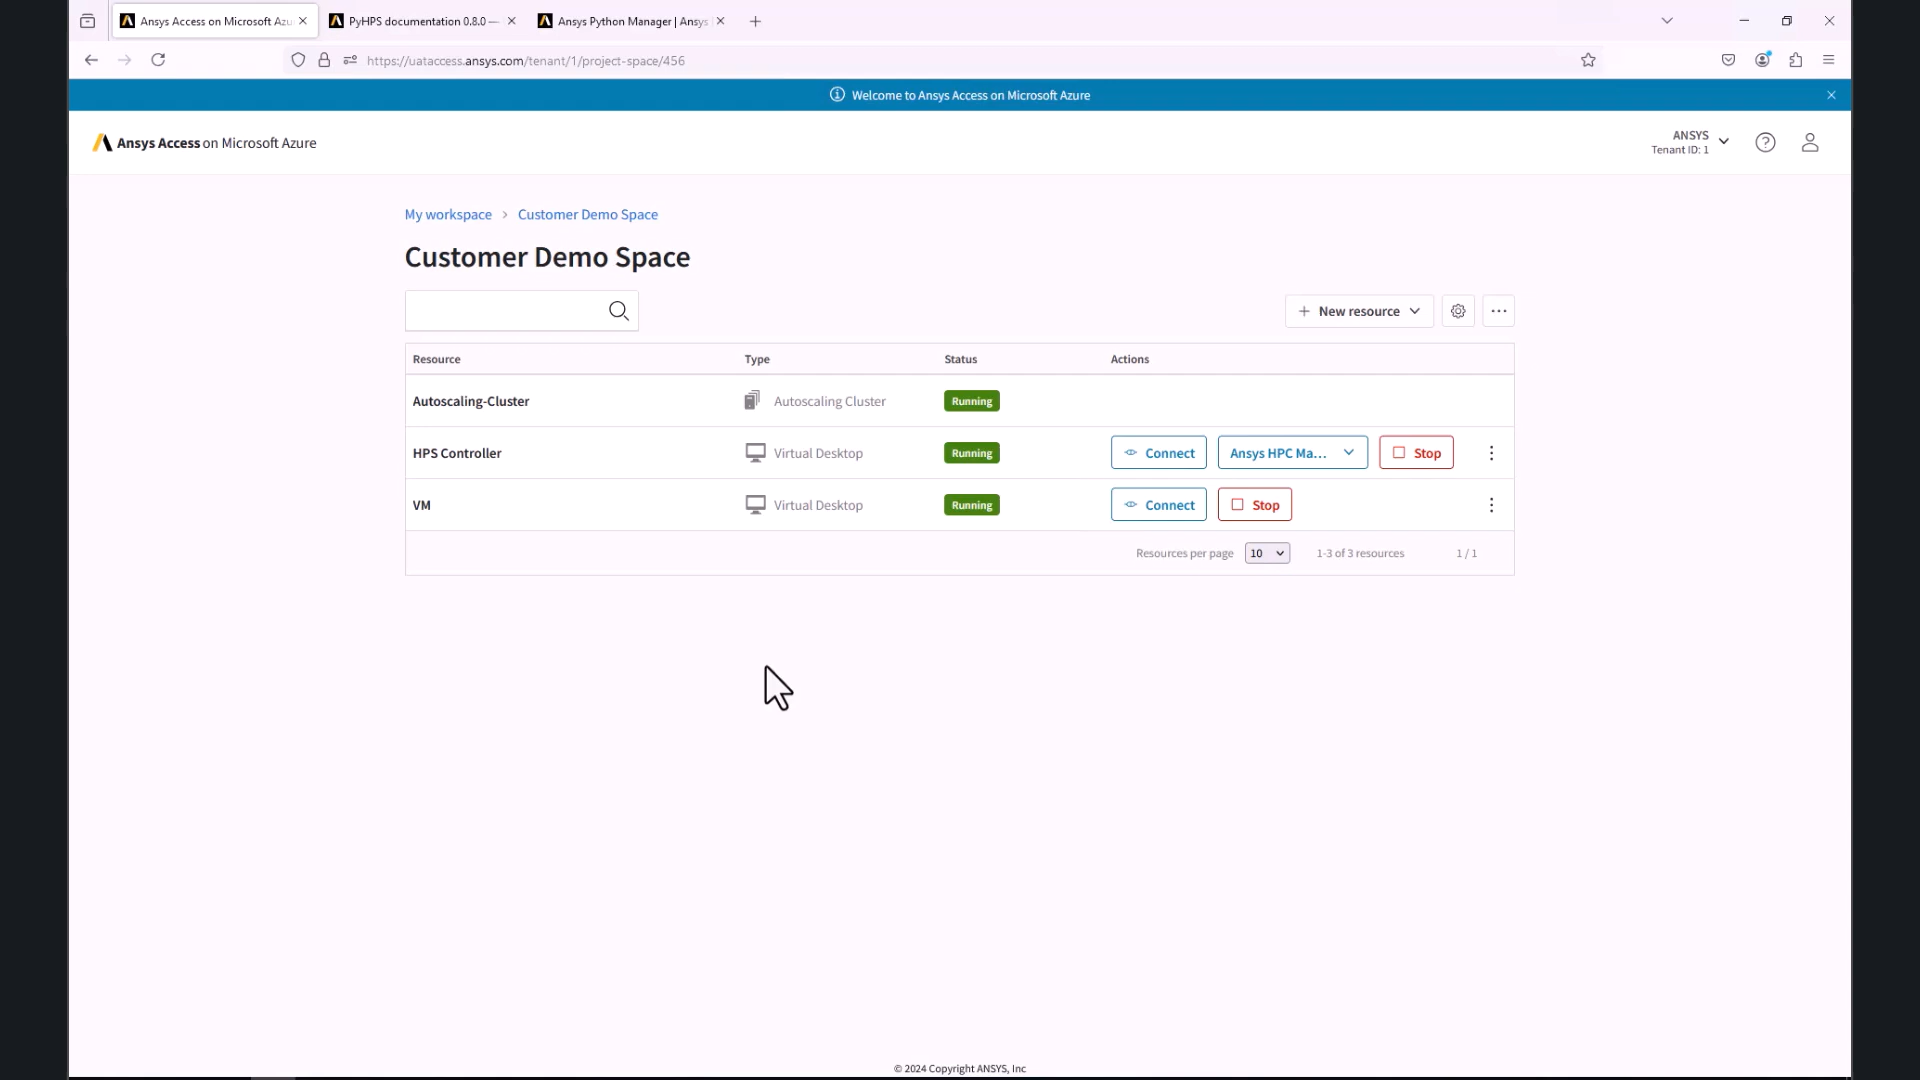 Ansys Access on Microsoft Azu
PyHPS documentation 0.8.0 —
Ansys Python Manager | Ansys
https://uataccess.ansys.com/tenant/1/project-space/456
Welcome to Ansys Access on Microsoft Azure
Ansys Access on Microsoft Azure
ANSYS
Tenant ID: 1
My workspace > Customer Demo Space
Customer Demo Space
New resource
Resource Type Status Actions
Autoscaling-Cluster Autoscaling Cluster Running
HPS Controller Virtual Desktop Running Connect Ansys HPC Ma... Stop
VM Virtual Desktop Running Connect Stop
Resources per page 10 1-3 of 3 resources 1 / 1
© 2024 Copyright ANSYS, Inc